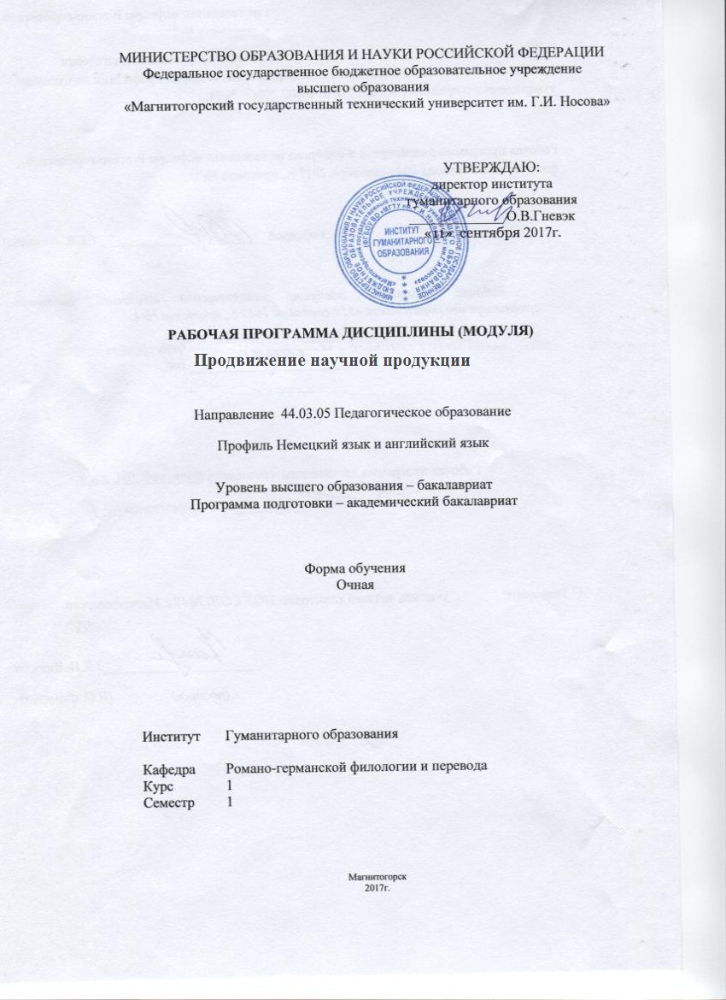 МИНИСТЕРСТВО ОБРАЗОВАНИЯ И НАУКИ РОССИЙСКОЙ ФЕДЕРАЦИИ
Федеральное государственное бюджетное образовательное учреждение
высшего образования
«Магнитогорский государственный технический университет им. Г.И. Носова»
УТВЕРЖДАЮ:
директор института
гуманитарного образования
О.В.Гневэк
«11» сентября 2017г.
ИНСТИТУТ
ГУМАНИТАРНОГО
ОБРАЗОВАНИЯ
РАБОЧАЯ ПРОГРАММА ДИСЦИПЛИНЫ (МОДУЛЯ)
Продвижение научной продукции
Направление 44.03.05 Педагогическое образование
Профиль Немецкий язык и английский язык
Уровень высшего образования – бакалавриат
Программа подготовки – академический бакалавриат
Форма обучения
Очная
Институт Гуманитарного образования
Кафедра Романо-германской филологии и перевода
Курс 1
Семестр 1
Магнитогорск
2017г.